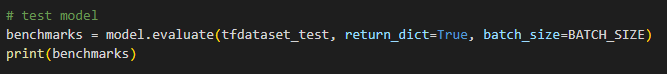 # test model
benchmarks = model.evaluate(tfdataset_test, return_dict=True, batch_size=BATCH_SIZE)
print(benchmarks)